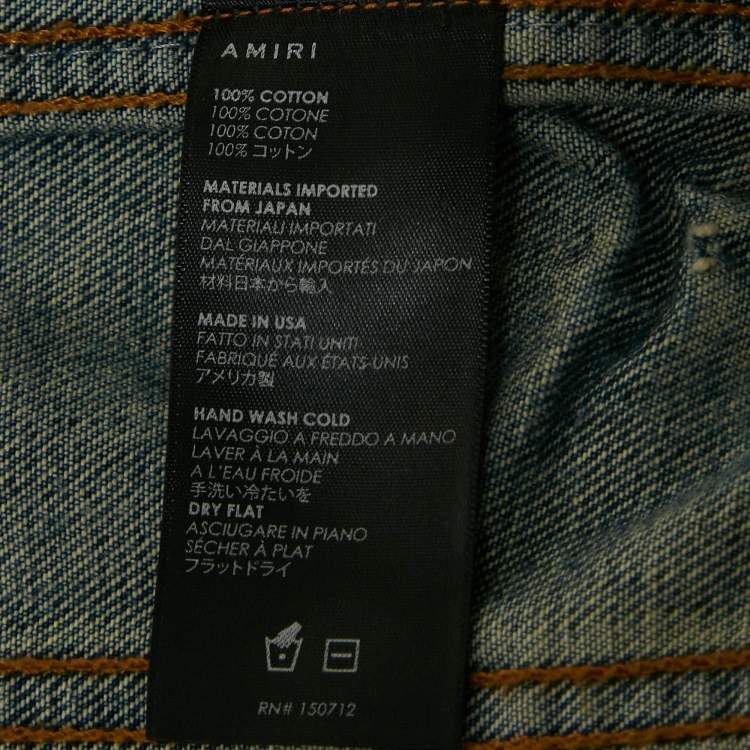 AMIRI
100% COTTON
100% COTONE
100% COTON
100% コットン
MATERIALS IMPORTED
FROM JAPAN
MATERIALI IMPORTATI
DAL GIAPPONE
MATÉRIAUX IMPORTÉS DU JAPON
材料日本から輸入
MADE IN USA
FATTO IN STATI UNITI
FABRIQUÉ AUX ÉTATS-UNIS
アメリカ製
HAND WASH COLD
LAVAGGIO A FREDDO A MANO
LAVER À LA MAIN
A L'EAU FROIDE
手洗い冷たいを
DRY FLAT
ASCIUGARE IN PIANO
SÉCHER À PLAT
フラットドライ
RN# 150712